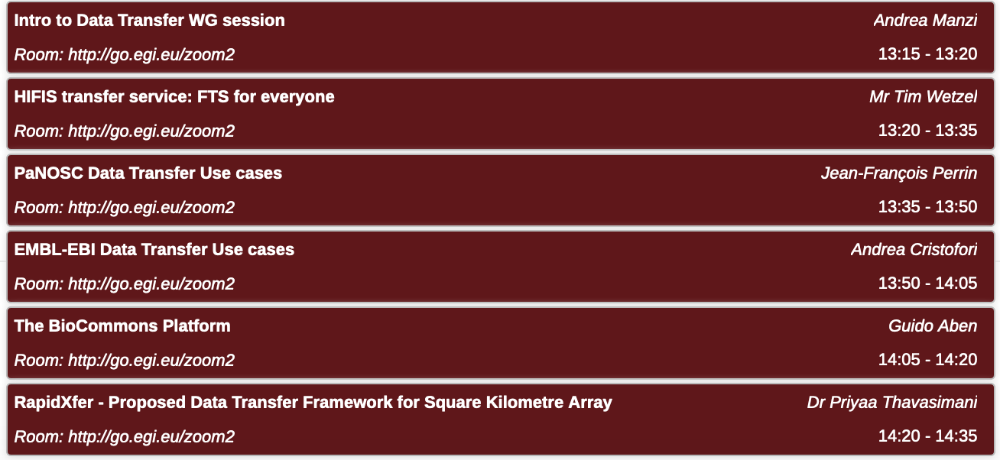 Intro to Data Transfer WG session Andrea Manzi
Room: http://go.egi.eu/zoom2 13:15 - 13:20
HIFIS transfer service: FTS for everyone Mr Tim Wetzel
Room: http://go.egi.eu/zoom2 13:20 - 13:35
PaNOSC Data Transfer Use cases Jean-François Perrin
Room: http://go.egi.eu/zoom2 13:35 - 13:50
EMBL-EBI Data Transfer Use cases Andrea Cristofori
Room: http://go.egi.eu/zoom2 13:50 - 14:05
The BioCommons Platform Guido Aben
Room: http://go.egi.eu/zoom2 14:05 - 14:20
RapidXfer - Proposed Data Transfer Framework for Square Kilometre Array Dr Priyaa Thavasimani
Room: http://go.egi.eu/zoom2 14:20 - 14:35